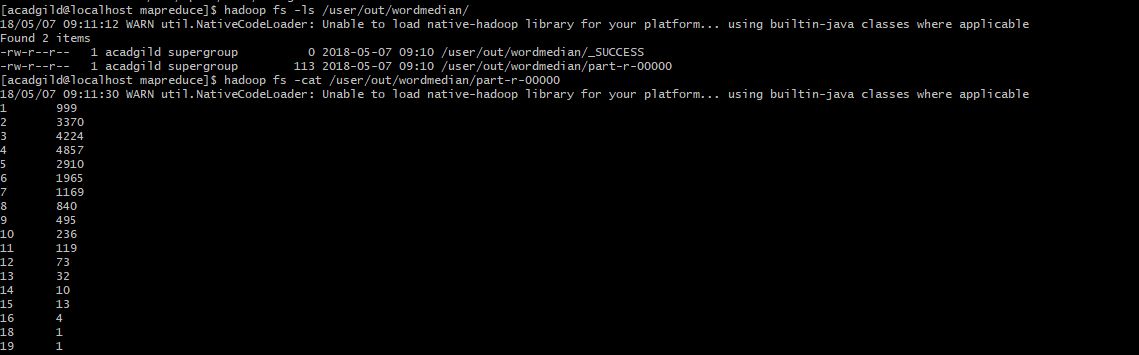 [acadgild@localhost mapreduce]$ hadoop fs -ls /user/out/wordmedian/
18/05/07 09:11:12 WARN util.NativeCodeLoader: Unable to load native-hadoop library for your platform... using builtin-java classes where applicable
Found 2 items
-rw-r--r--   1 acadgild supergroup          0 2018-05-07 09:10 /user/out/wordmedian/_SUCCESS
-rw-r--r--   1 acadgild supergroup        113 2018-05-07 09:10 /user/out/wordmedian/part-r-00000
[acadgild@localhost mapreduce]$ hadoop fs -cat /user/out/wordmedian/part-r-00000
18/05/07 09:11:30 WARN util.NativeCodeLoader: Unable to load native-hadoop library for your platform... using builtin-java classes where applicable
1       999
2       3370
3       4224
4       4857
5       2910
6       1965
7       1169
8       840
9       495
10      236
11      119
12      73
13      32
14      10
15      13
16      4
18      1
19      1